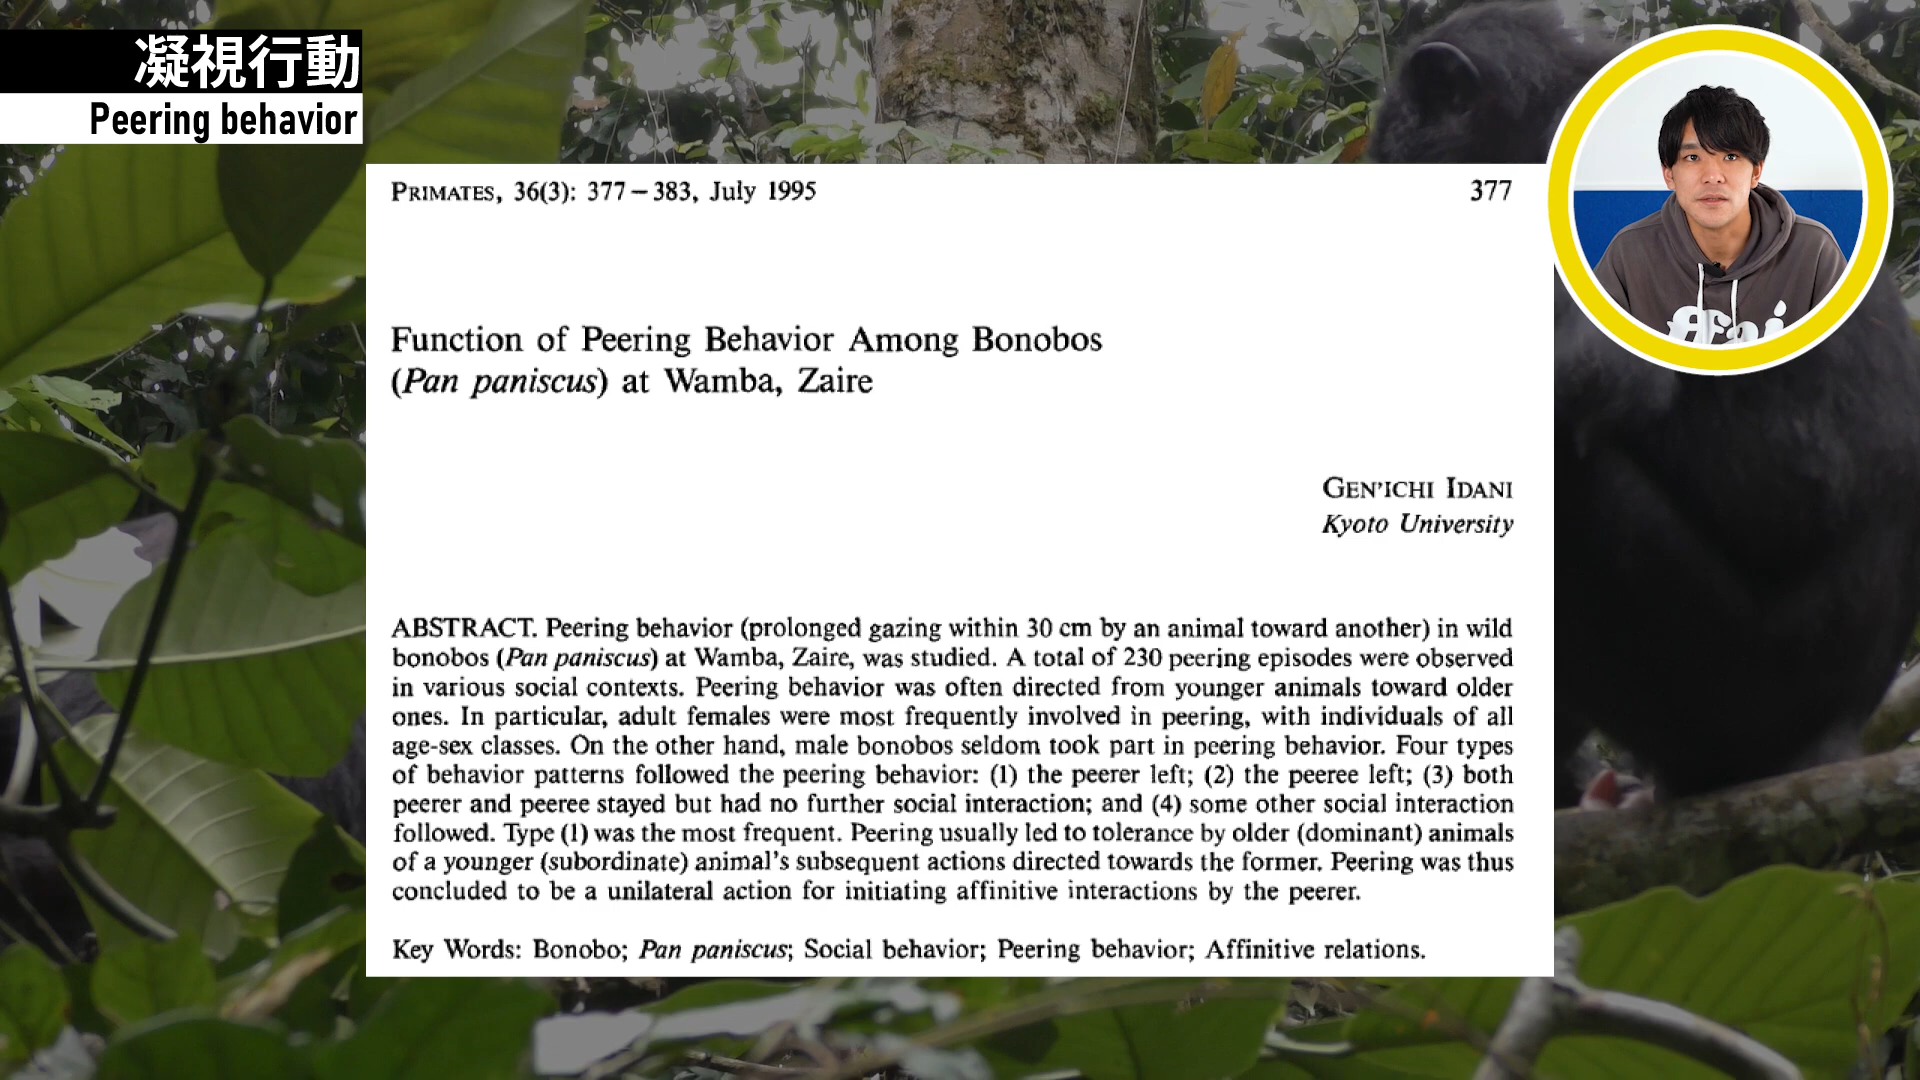 凝視行動
Peering behavior
PRIMATES, 36(3): 377–383, July 1995
377
Function of Peering Behavior Among Bonobos
(Pan paniscus) at Wamba, Zaire
GEN'ICHI IDANI
Kyoto University
ABSTRACT. Peering behavior (prolonged gazing within 30 cm by an animal toward another) in wild
bonobos (Pan paniscus) at Wamba, Zaire, was studied. A total of 230 peering episodes were observed
in various social contexts. Peering behavior was often directed from younger animals toward older
ones. In particular, adult females were most frequently involved in peering, with individuals of all
age-sex classes. On the other hand, male bonobos seldom took part in peering behavior. Four types
of behavior patterns followed the peering behavior: (1) the peerer left; (2) the peeree left; (3) both
peerer and peeree stayed but had no further social interaction; and (4) some other social interaction
followed. Type (1) was the most frequent. Peering usually led to tolerance by older (dominant) animals
of a younger (subordinate) animal's subsequent actions directed towards the former. Peering was thus
concluded to be a unilateral action for initiating affinitive interactions by the peerer.
Key Words: Bonobo; Pan paniscus; Social behavior; Peering behavior; Affinitive relations.